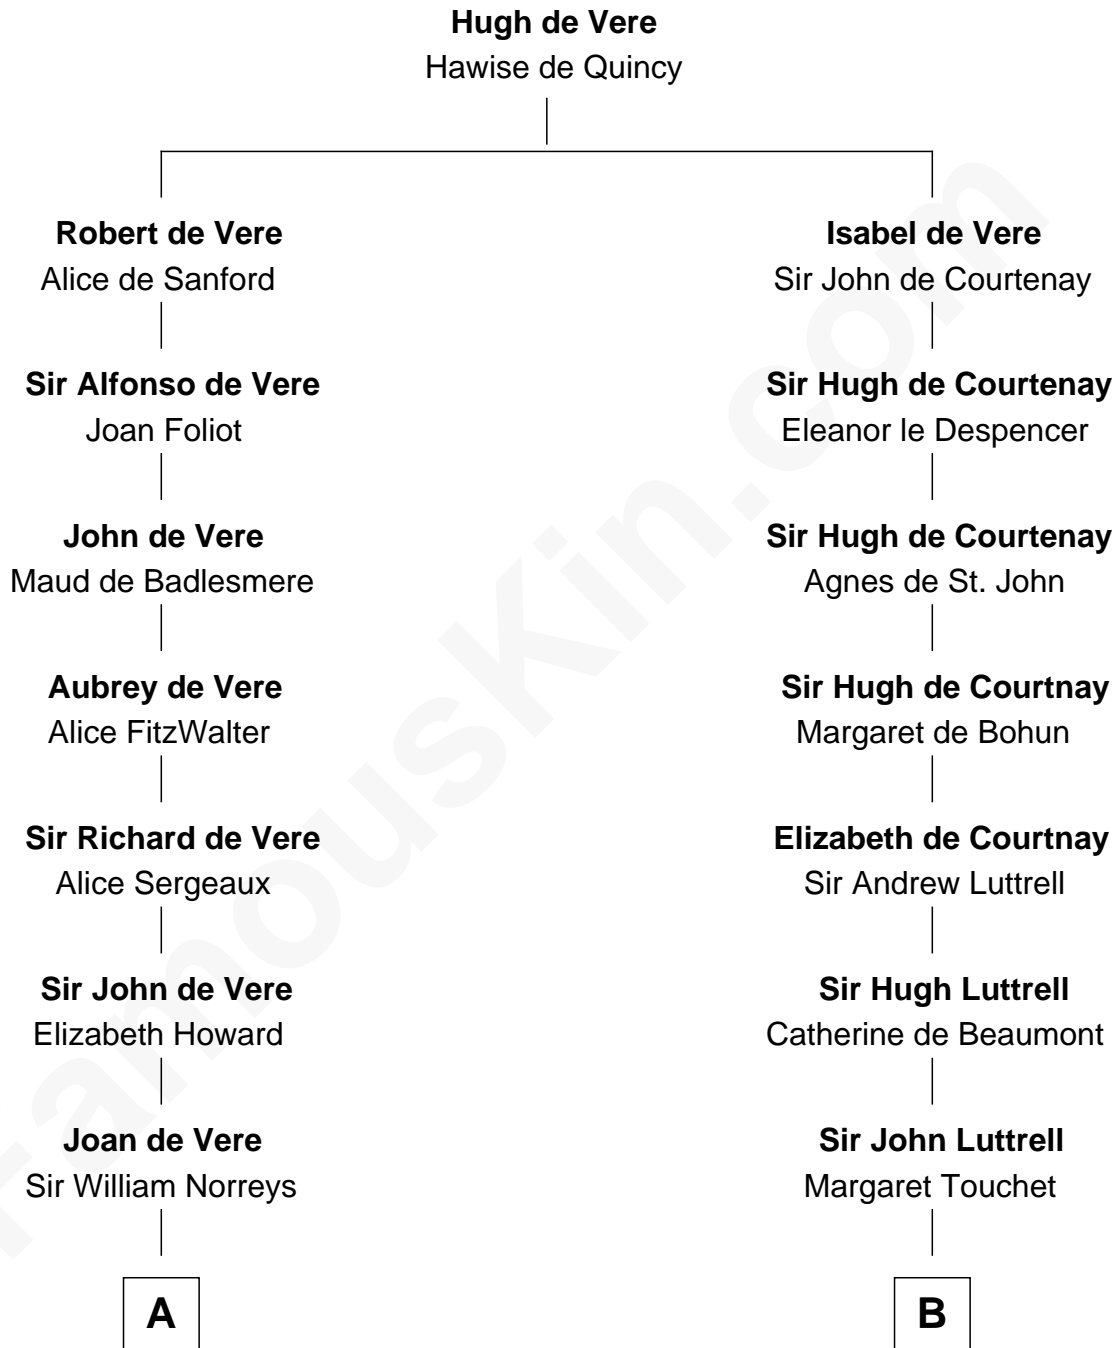 Hugh de Vere
Hawise de Quincy
Robert de Vere
Alice de Sanford
Isabel de Vere
Sir John de Courtenay
Sir Alfonso de Vere
Joan Foliot
Sir Hugh de Courtenay
Eleanor le Despencer
John de Vere
Maud de Badlesmere
Sir Hugh de Courtenay
Agnes de St. John
Aubrey de Vere
Alice FitzWalter
Sir Hugh de Courtnay
Margaret de Bohun
Sir Richard de Vere
Alice Sergeaux
Elizabeth de Courtnay
Sir Andrew Luttrell
Sir John de Vere
Elizabeth Howard
Sir Hugh Luttrell
Catherine de Beaumont
Joan de Vere
Sir William Norreys
Sir John Luttrell
Margaret Touchet
A
B
FamousKin.com